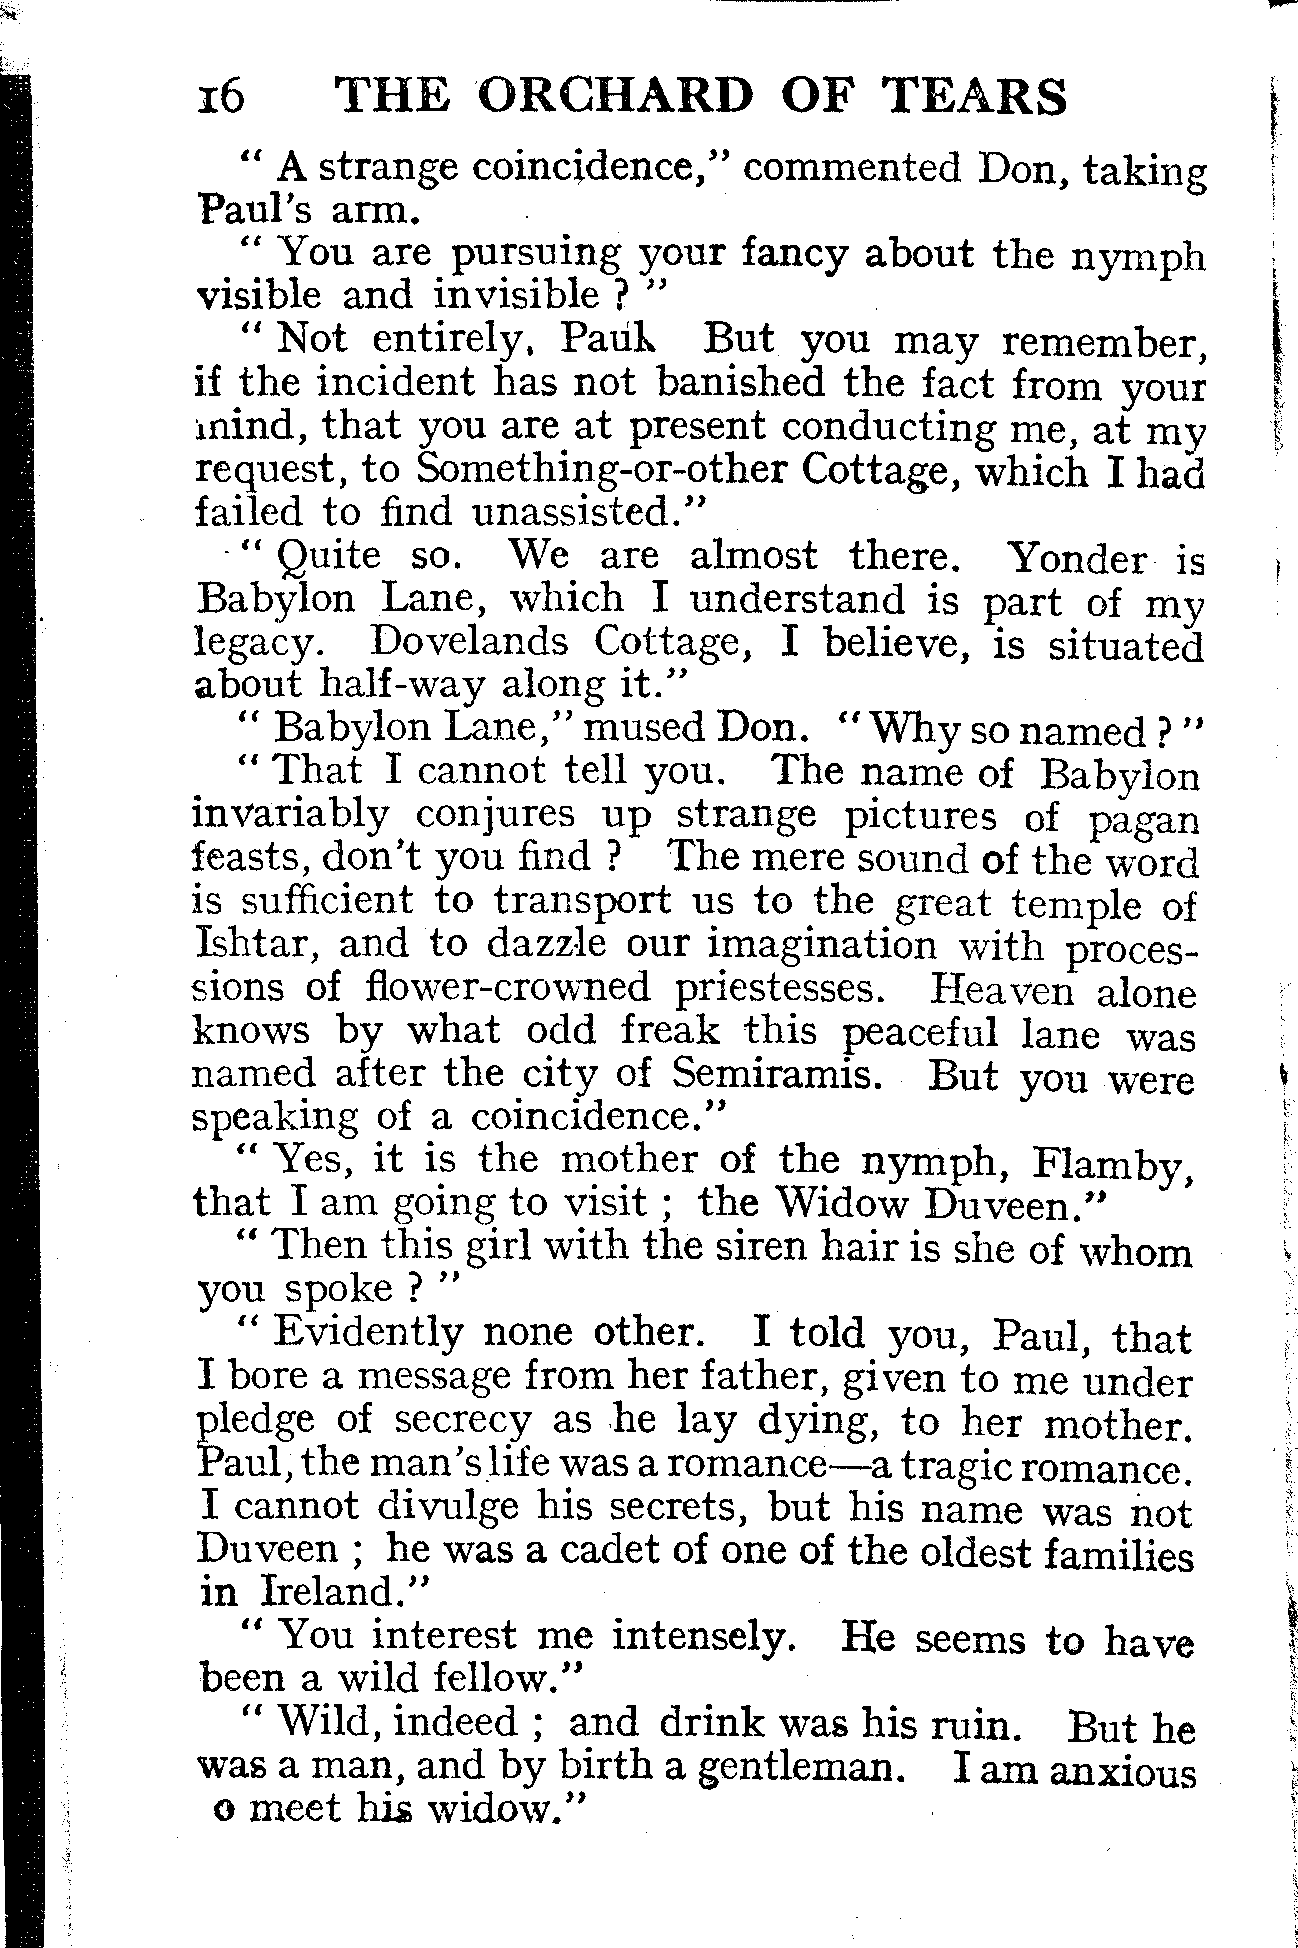 16 THE ORCHARD OF TEARS
“ A strange coincidence,” commented Don, taking
Paul’s arm.
“ You are pursuing your fancy about the nymph
visible and invisible ? ”
“ Not entirely, Paul. But you may remember,
if the incident has not banished the fact from your
mind, that you are at present conducting me, at my
request, to Something-or-other Cottage, which I had
failed to find unassisted.”
“ Quite so. We are almost there. Yonder is
Babylon Lane, which I understand is part of my
legacy. Dovelands Cottage, I believe, is situated
about half-way along it.”
“ Babylon Lane,” mused Don. “ Why so named ? ”
“ That I cannot tell you. The name of Babylon
invariably conjures up strange pictures of pagan
feasts, don’t you find ? The mere sound of the word
is sufficient to transport us to the great temple of
Ishtar, and to dazzle our imagination with proces-
sions of flower-crowned priestesses. Heaven alone
knows by what odd freak this peaceful lane was
named after the city of Semiramis. But you were
speaking of a coincidence.”
“ Yes, it is the mother of the nymph, Flamby,
that I am going to visit ; the Widow Duveen.”
“ Then this girl with the siren hair is she of whom
you spoke ? ”
“ Evidently none other. I told you, Paul, that
I bore a message from her father, given to me under
pledge of secrecy as he lay dying, to her mother.
Paul, the man’s life was a romance—a tragic romance.
I cannot divulge his secrets, but his name was not
Duveen ; he was a cadet of one of the oldest families
in Ireland.”
“ You interest me intensely. He seems to have
been a wild fellow.”
“ Wild, indeed ; and drink was his ruin. But he
was a man, and by birth a gentleman. I am anxious
o meet his widow.”